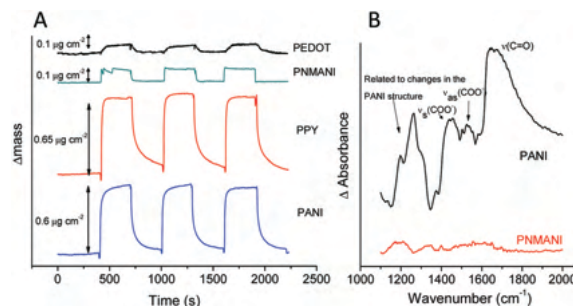 A
0.1 μg cm⁻²
PEDOT
0.1 μg cm⁻²
PNMANI
0.65 μg cm⁻²
PPY
0.6 μg cm⁻²
PANI
Δmass
0 500 1000 1500 2000 2500
Time (s)
B
ν(C=O)
Related to changes in the
PANI structure
νₛ(COO⁻)
νₐₛ(COO⁻)
PANI
PNMANI
Δ Absorbance
1000 1200 1400 1600 1800 2000
Wavenumber (cm⁻¹)